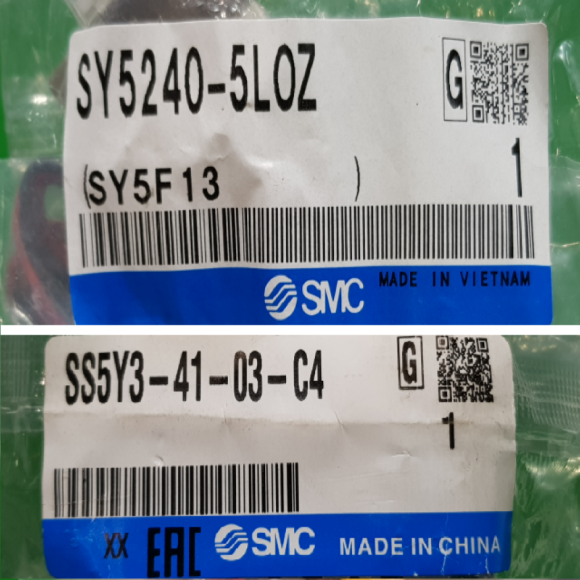 SY5240-5LOZ
G
(SY5F13 )
1
SMC
MADE IN VIETNAM
SS5Y3-41-03-C4
G
1
XX EAC SMC MADE IN CHINA